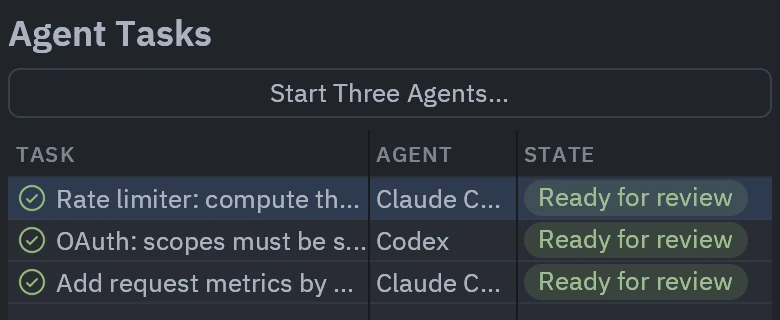 Agent Tasks
Start Three Agents...
TASK AGENT STATE
Rate limiter: compute th... Claude C... Ready for review
OAuth: scopes must be s... Codex Ready for review
Add request metrics by ... Claude C... Ready for review